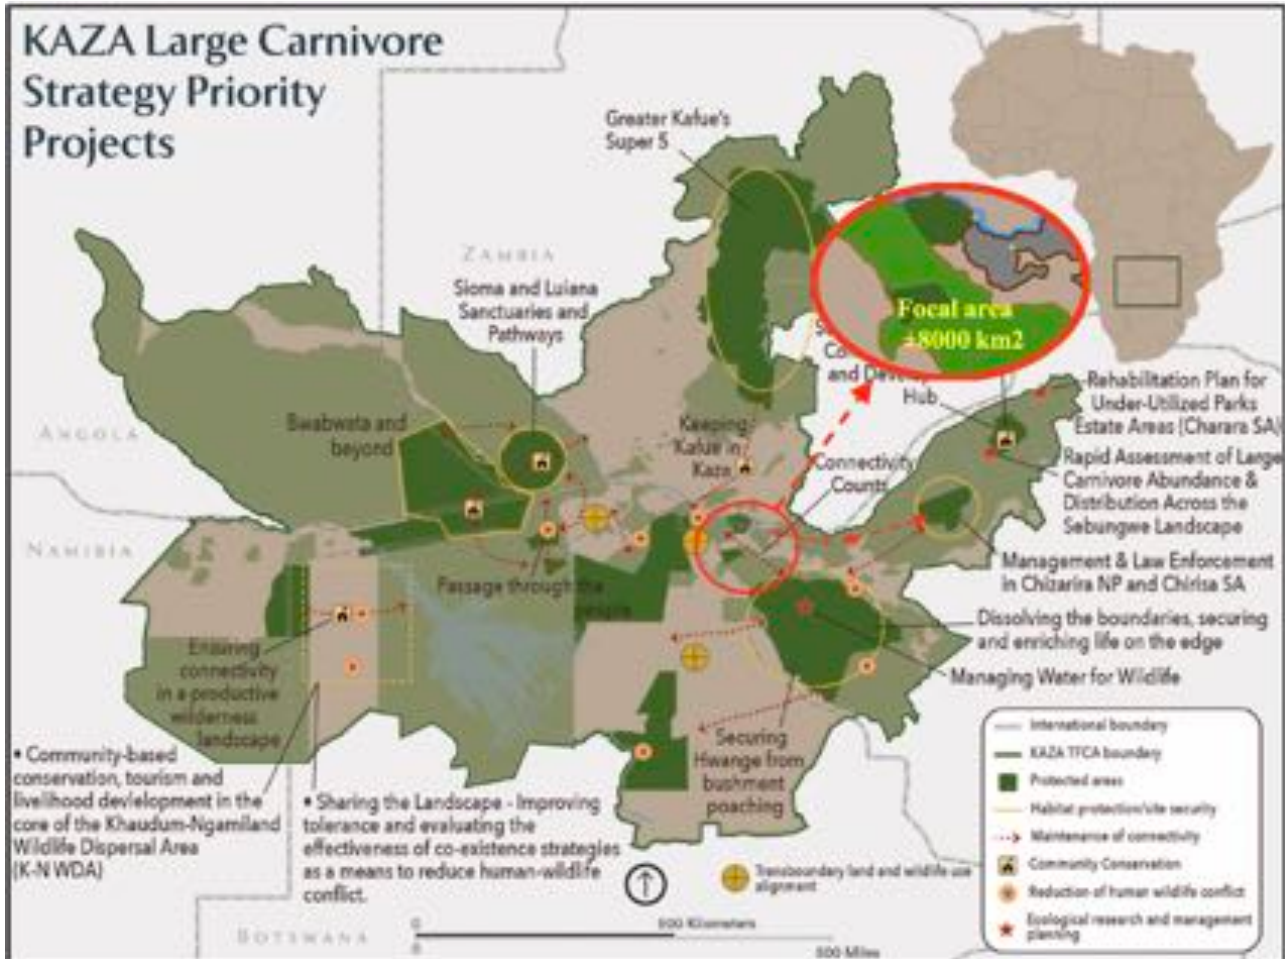 KAZA Large Carnivore
Strategy Priority
Projects
Greater Kafue's
Super 5
ZAMBIA
Sioma and Luiana
Sanctuaries and
Pathways
Focal area
±8000 km2
Co
and Develop
Hub
Rehabilitation Plan for
Under-Utilized Parks
Estate Areas (Charara SA)
Bwabwata and
beyond
ANGOLA
Keeping
Kafue in
Kaza
Connectivity
Counts
Rapid Assessment of Large
Carnivore Abundance &
Distribution Across the
Sebungwe Landscape
NAMIBIA
Management & Law Enforcement
in Chizarira NP and Chirisa SA
Passage through the
people
Dissolving the boundaries, securing
and enriching life on the edge
Ensuring
connectivity
in a productive
wilderness
landscape
Managing Water for Wildlife
Securing
Hwange from
bushment
poaching
• Community-based
conservation, tourism and
livelihood development in the
core of the Khaudum-Ngamiland
Wildlife Dispersal Area
(K-N WDA)
• Sharing the Landscape - Improving
tolerance and evaluating the
effectiveness of co-existence strategies
as a means to reduce human-wildlife
conflict.
Transboundary land and wildlife use
alignment
International boundary
KAZA TFCA boundary
Protected areas
Habitat protection/site security
Maintenance of connectivity
Community Conservation
Reduction of human wildlife conflict
Ecological research and management
planning
BOTSWANA
0
500 Kilometers
0
500 Miles